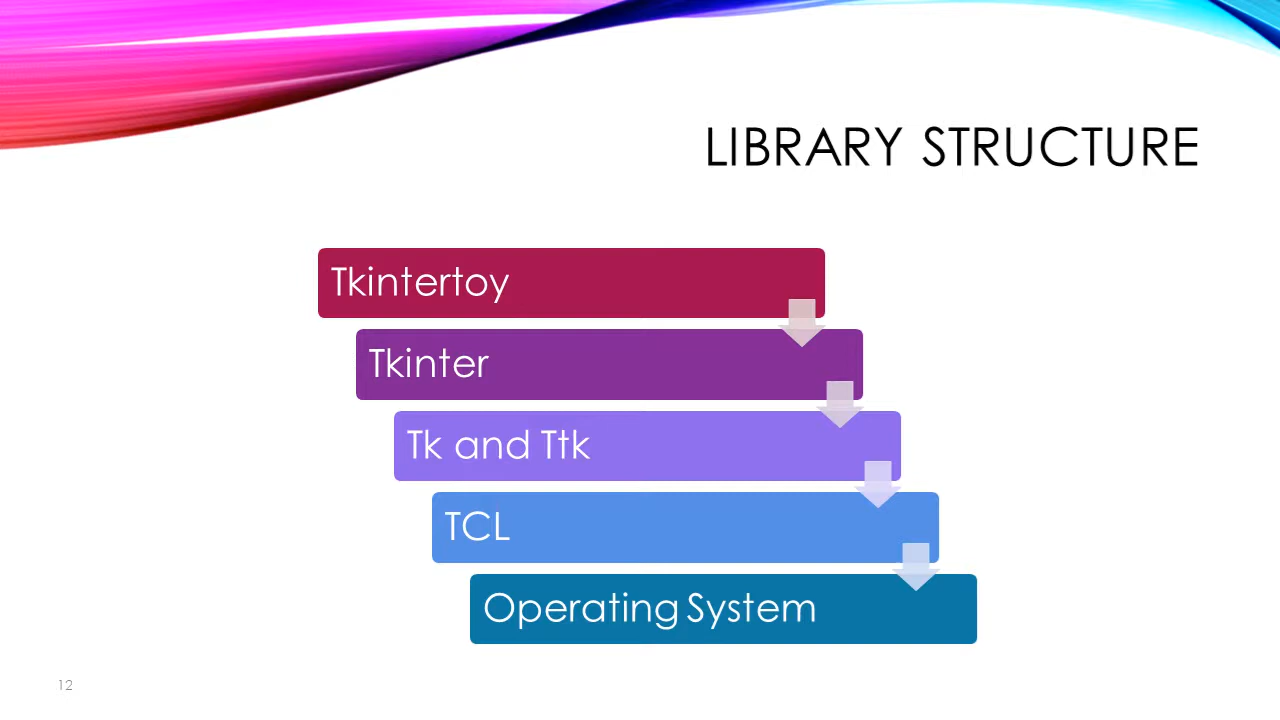 LIBRARY STRUCTURE
Tkintertoy
Tkinter
Tk and Ttk
TCL
Operating System
12